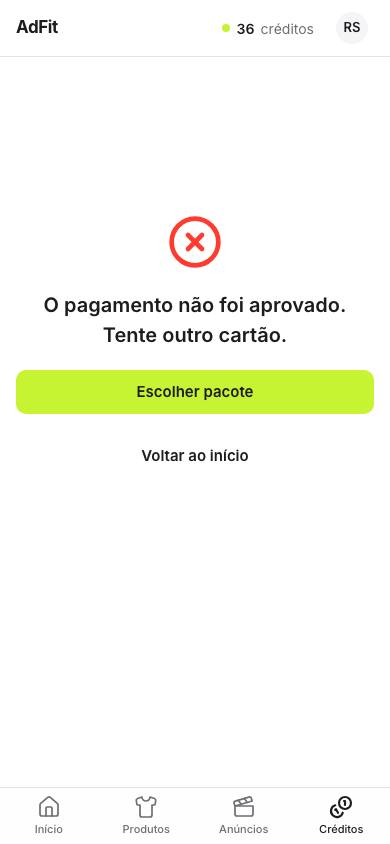 AdFit
36 créditos
RS
O pagamento não foi aprovado.
Tente outro cartão.
Escolher pacote
Voltar ao início
Início
Produtos
Anúncios
Créditos